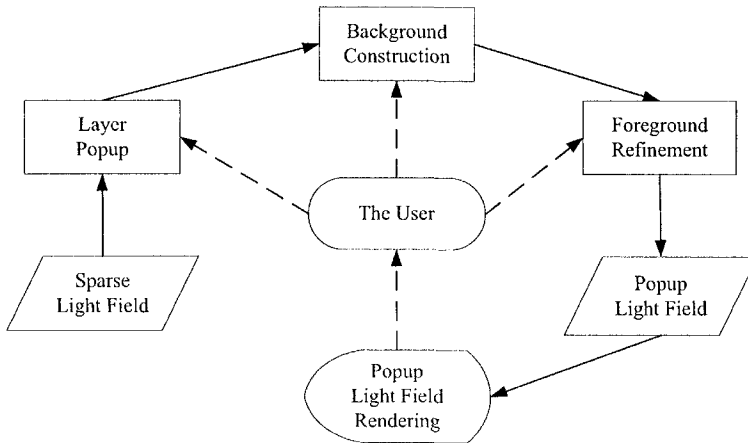 Background
Construction
Layer
Popup
Foreground
Refinement
The User
Sparse
Light Field
Popup
Light Field
Popup
Light Field
Rendering